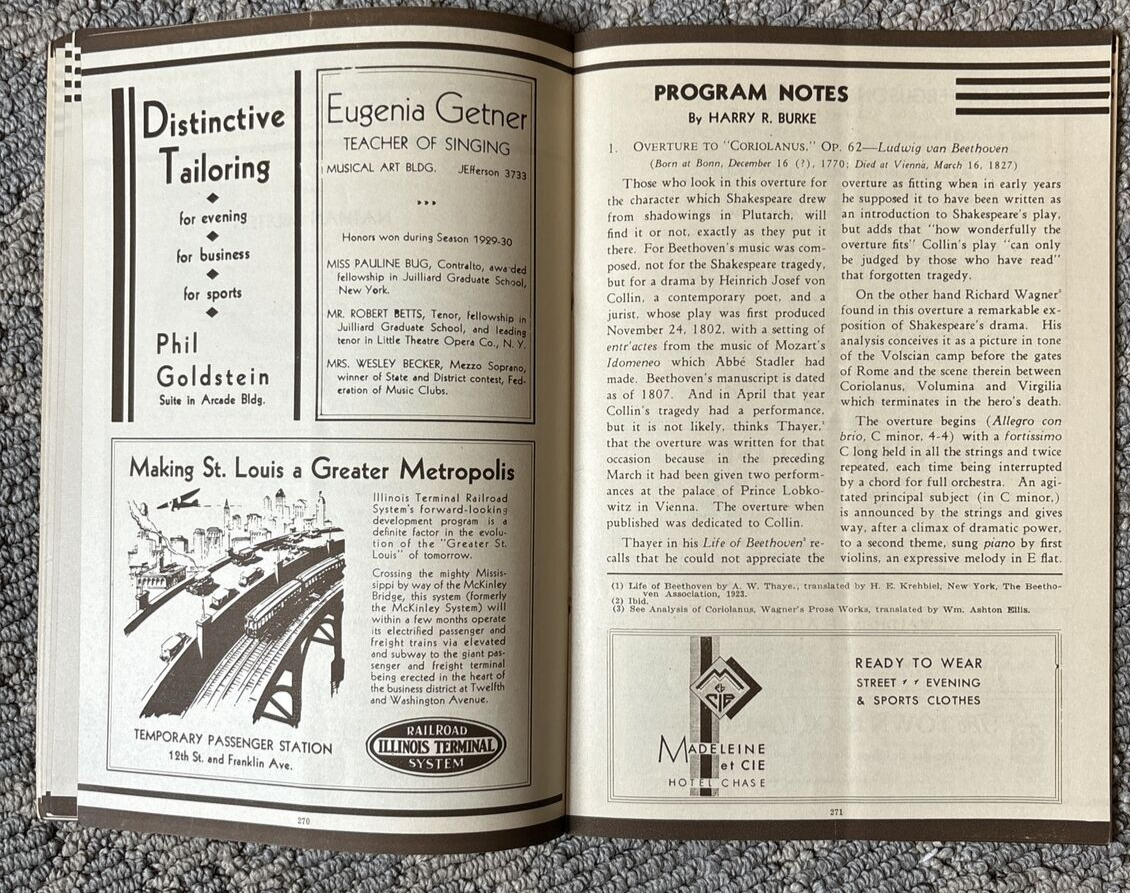 Distinctive
Tailoring
for evening
for business
for sports
Phil
Goldstein
Suite in Arcade Bldg.
Eugenia Getner
TEACHER OF SINGING
MUSICAL ART BLDG. JEfferson 3733
Honors won during Season 1929-30
MISS PAULINE BUG, Contralto, awarded
fellowship in Juilliard Graduate School,
New York.
MR. ROBERT BETTS, Tenor, fellowship in
Juilliard Graduate School, and leading
tenor in Little Theatre Opera Co., N. Y.
MRS. WESLEY BECKER, Mezzo Soprano,
winner of State and District contest, Fed-
eration of Music Clubs.
Making St. Louis a Greater Metropolis
Illinois Terminal Railroad
System's forward-looking
development program is a
definite factor in the evolu-
tion of the "Greater St.
Louis" of tomorrow.
Crossing the mighty Missis-
sippi by way of the McKinley
Bridge, this system (formerly
the McKinley System) will
within a few months operate
its electrified passenger and
freight trains via elevated
and subway to the giant pas-
senger and freight terminal
being erected in the heart of
the business district at Twelfth
and Washington Avenue.
TEMPORARY PASSENGER STATION
12th St. and Franklin Ave.
RAILROAD
ILLINOIS TERMINAL
SYSTEM
270
PROGRAM NOTES
By HARRY R. BURKE
1. OVERTURE TO "CORIOLANUS," OP. 62—Ludwig van Beethoven
(Born at Bonn, December 16 (?), 1770; Died at Vienna, March 16, 1827)
Those who look in this overture for
the character which Shakespeare drew
from shadowings in Plutarch, will
find it or not, exactly as they put it
there. For Beethoven's music was com-
posed, not for the Shakespeare tragedy,
but for a drama by Heinrich Josef von
Collin, a contemporary poet, and a
jurist, whose play was first produced
November 24, 1802, with a setting of
entr'actes from the music of Mozart's
Idomeneo which Abbé Stadler had
made. Beethoven's manuscript is dated
as of 1807. And in April that year
Collin's tragedy had a performance,
but it is not likely, thinks Thayer,¹
that the overture was written for that
occasion because in the preceding
March it had been given two perform-
ances at the palace of Prince Lobko-
witz in Vienna. The overture when
published was dedicated to Collin.
Thayer in his Life of Beethoven² re-
calls that he could not appreciate the
overture as fitting when in early years
he supposed it to have been written as
an introduction to Shakespeare's play,
but adds that "how wonderfully the
overture fits" Collin's play "can only
be judged by those who have read"
that forgotten tragedy.
On the other hand Richard Wagner³
found in this overture a remarkable ex-
position of Shakespeare's drama. His
analysis conceives it as a picture in tone
of the Volscian camp before the gates
of Rome and the scene therein between
Coriolanus, Volumina and Virgilia
which terminates in the hero's death.
The overture begins (Allegro con
brio, C minor, 4-4) with a fortissimo
C long held in all the strings and twice
repeated, each time being interrupted
by a chord for full orchestra. An agi-
tated principal subject (in C minor,)
is announced by the strings and gives
way, after a climax of dramatic power,
to a second theme, sung piano by first
violins, an expressive melody in E flat.
(1) Life of Beethoven by A. W. Thaye., translated by H. E. Krehbiel, New York, The Beetho-
ven Association, 1923.
(2) Ibid.
(3) See Analysis of Coriolanus, Wagner's Prose Works, translated by Wm. Ashton Ellis.
M
&
CIE
MADELEINE
et CIE
HOTEL CHASE
READY TO WEAR
STREET , , EVENING
& SPORTS CLOTHES
271